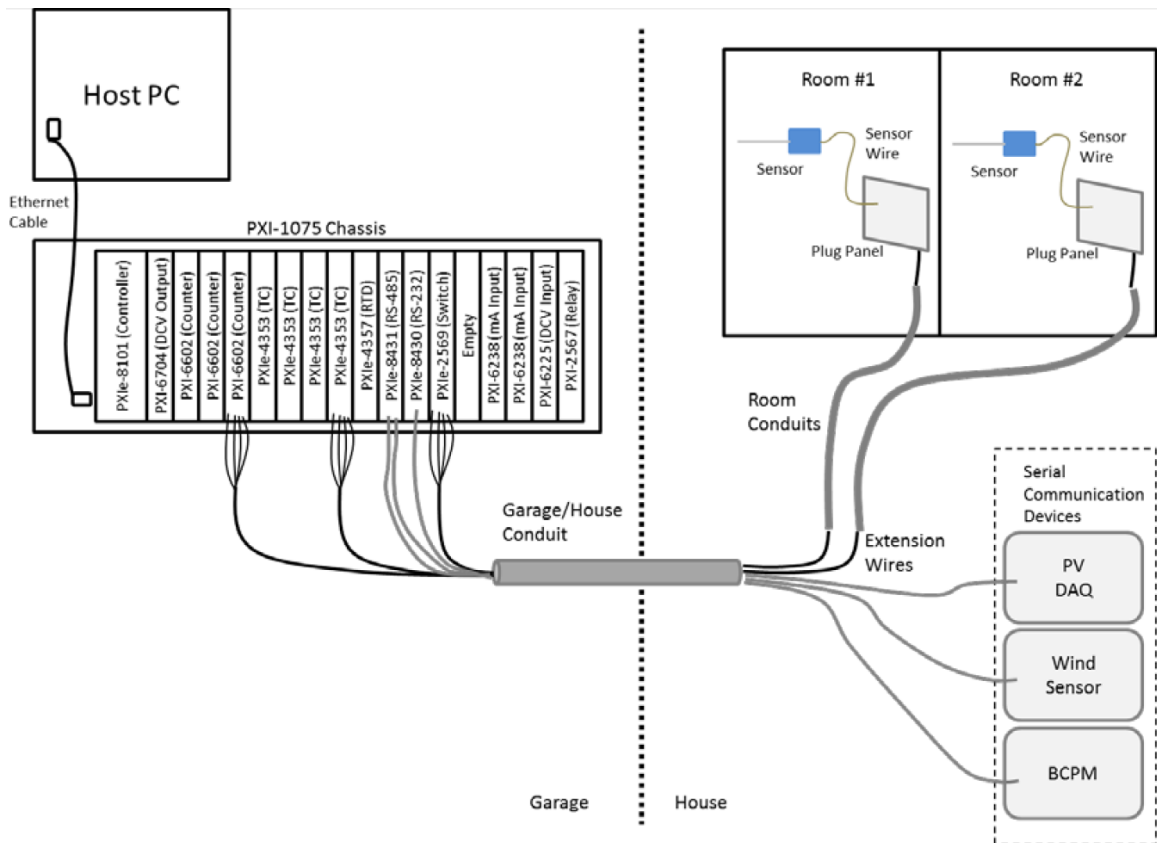 Host PC
Ethernet
Cable
PXI-1075 Chassis
PXIe-8101 (Controller)
PXI-6704 (DCV Output)
PXI-6602 (Counter)
PXI-6602 (Counter)
PXI-6602 (Counter)
PXIe-4353 (TC)
PXIe-4353 (TC)
PXIe-4353 (TC)
PXIe-4353 (TC)
PXIe-4357 (RTD)
PXIe-8431 (RS-485)
PXIe-8430 (RS-232)
PXIe-2569 (Switch)
Empty
PXI-6238 (mA Input)
PXI-6238 (mA Input)
PXI-6225 (DCV Input)
PXI-2567 (Relay)
Garage/House
Conduit
Garage
House
Room #1
Sensor
Wire
Sensor
Plug Panel
Room #2
Sensor
Wire
Sensor
Plug Panel
Room
Conduits
Extension
Wires
Serial
Communication
Devices
PV
DAQ
Wind
Sensor
BCPM